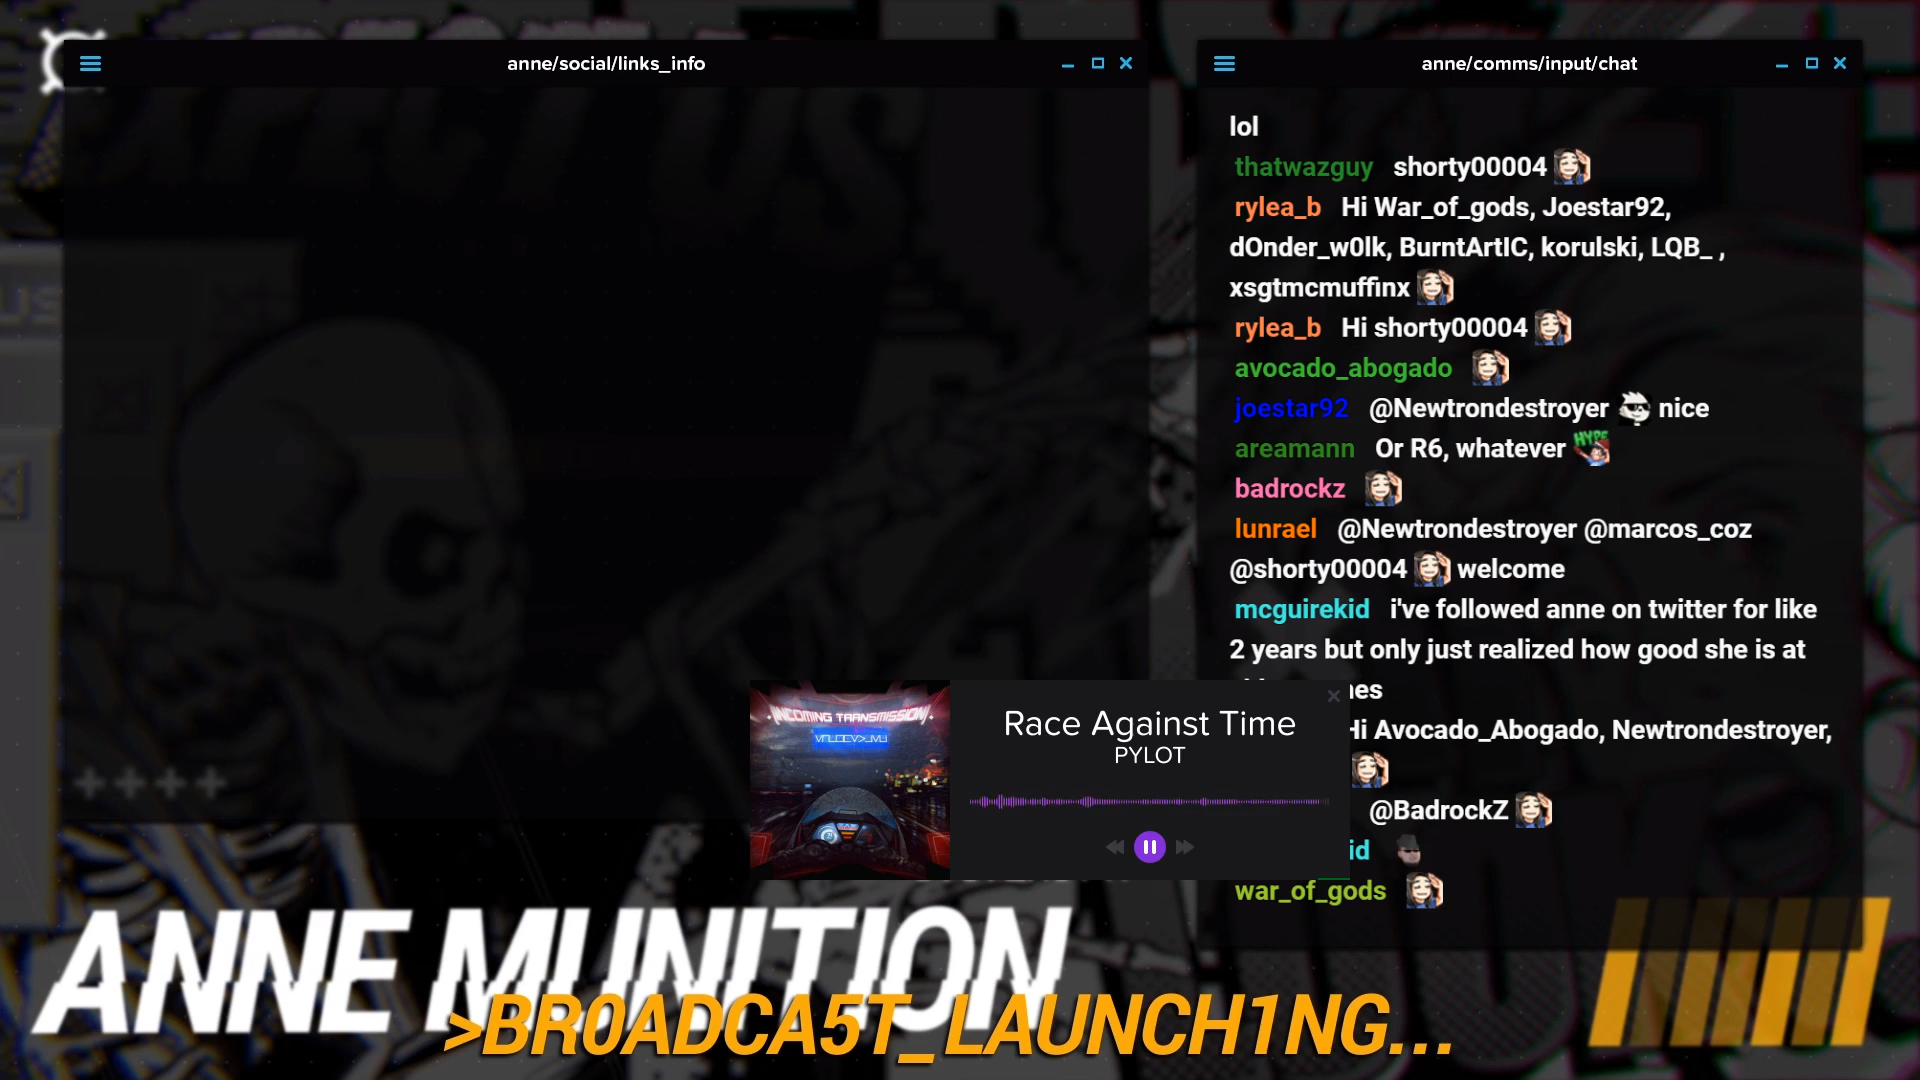 anne/social/links_info
anne/comms/input/chat
lol
thatwazguy shorty00004
rylea_b Hi War_of_gods, Joestar92,
dOnder_w0lk, BurntArtIC, korulski, LQB_ ,
xsgtmcmuffinx
rylea_b Hi shorty00004
avocado_abogado
joestar92 @Newtrondestroyer nice
areamann Or R6, whatever HYPE
badrockz
lunrael @Newtrondestroyer @marcos_coz
@shorty00004 welcome
mcguirekid i've followed anne on twitter for like
2 years but only just realized how good she is at
Hi Avocado_Abogado, Newtrondestroyer,
@BadrockZ
war_of_gods
INCOMING TRANSMISSION
Race Against Time
PYLOT
ANNE MUNITION
>BR0ADCA5T_LAUNCH1NG...